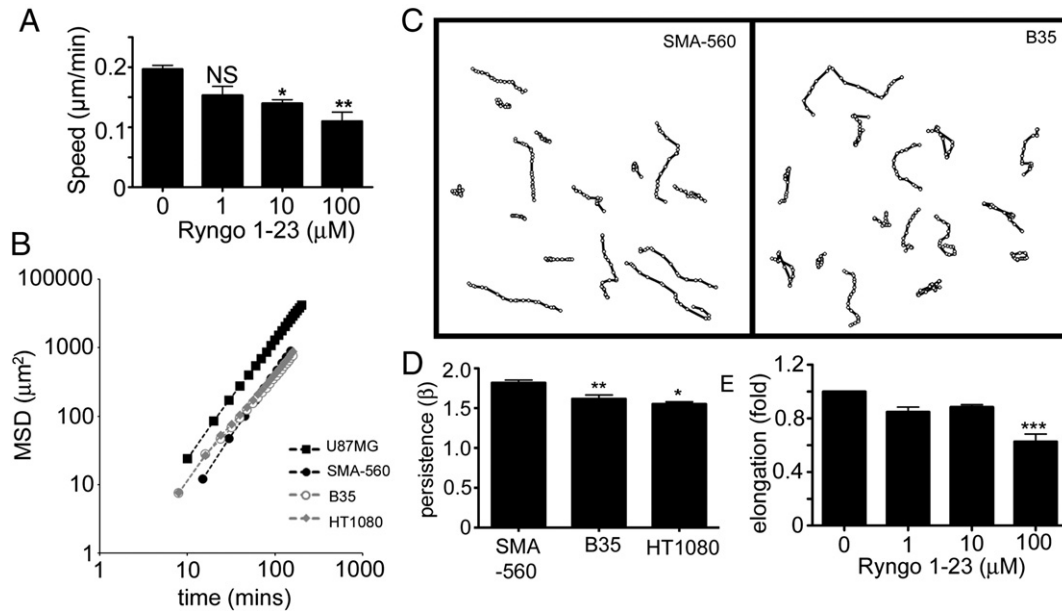 A
Speed (μm/min)
0.2
0.1
0
NS
*
**
0 1 10 100
Ryngo 1-23 (μM)
B
MSD (μm²)
100000
10000
1000
100
10
1
U87MG
SMA-560
B35
HT1080
1 10 100 1000
time (mins)
C
SMA-560
B35
D
persistence (β)
2.0
1.5
1.0
0.5
0.0
**
*
SMA
-560
B35
HT1080
E
elongation (fold)
1.2
0.8
0.4
0
***
0 1 10 100
Ryngo 1-23 (μM)